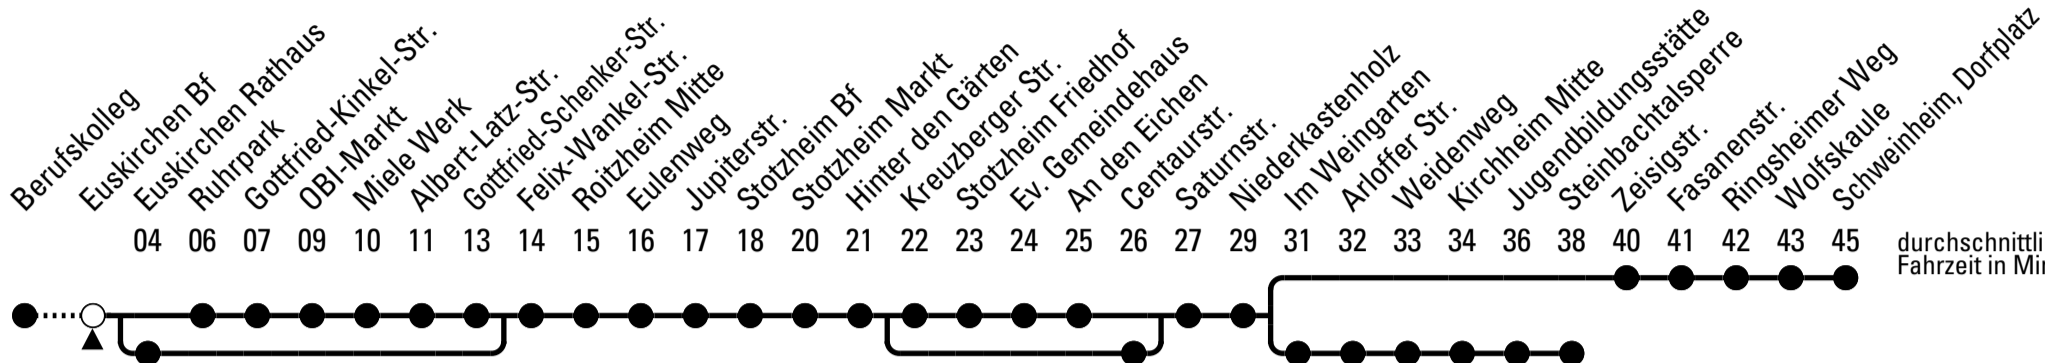 Berufskolleg
Euskirchen Bf
Euskirchen Rathaus
Ruhrpark
Gottfried-Kinkel-Str.
OBI-Markt
Miele Werk
Albert-Latz-Str.
Gottfried-Schenker-Str.
Felix-Wankel-Str.
Roitzheim Mitte
Eulenweg
Jupiterstr.
Stotzheim Bf
Stotzheim Markt
Hinter den Gärten
Kreuzberger Str.
Stotzheim Friedhof
Ev. Gemeindehaus
An den Eichen
Centaurstr.
Saturnstr.
Niederkastenholz
Im Weingarten
Arloffer Str.
Weidenweg
Kirchheim Mitte
Jugendbildungsstätte
Steinbachtalsperre
Zeisigstr.
Fasanenstr.
Ringsheimer Weg
Wolfskaule
Schweinheim, Dorfplatz
04 06 07 09 10 11 13 14 15 16 17 18 20 21 22 23 24 25 26 27 29 31 32 33 34 36 38 40 41 42 43 45
durchschnittli
Fahrzeit in Min